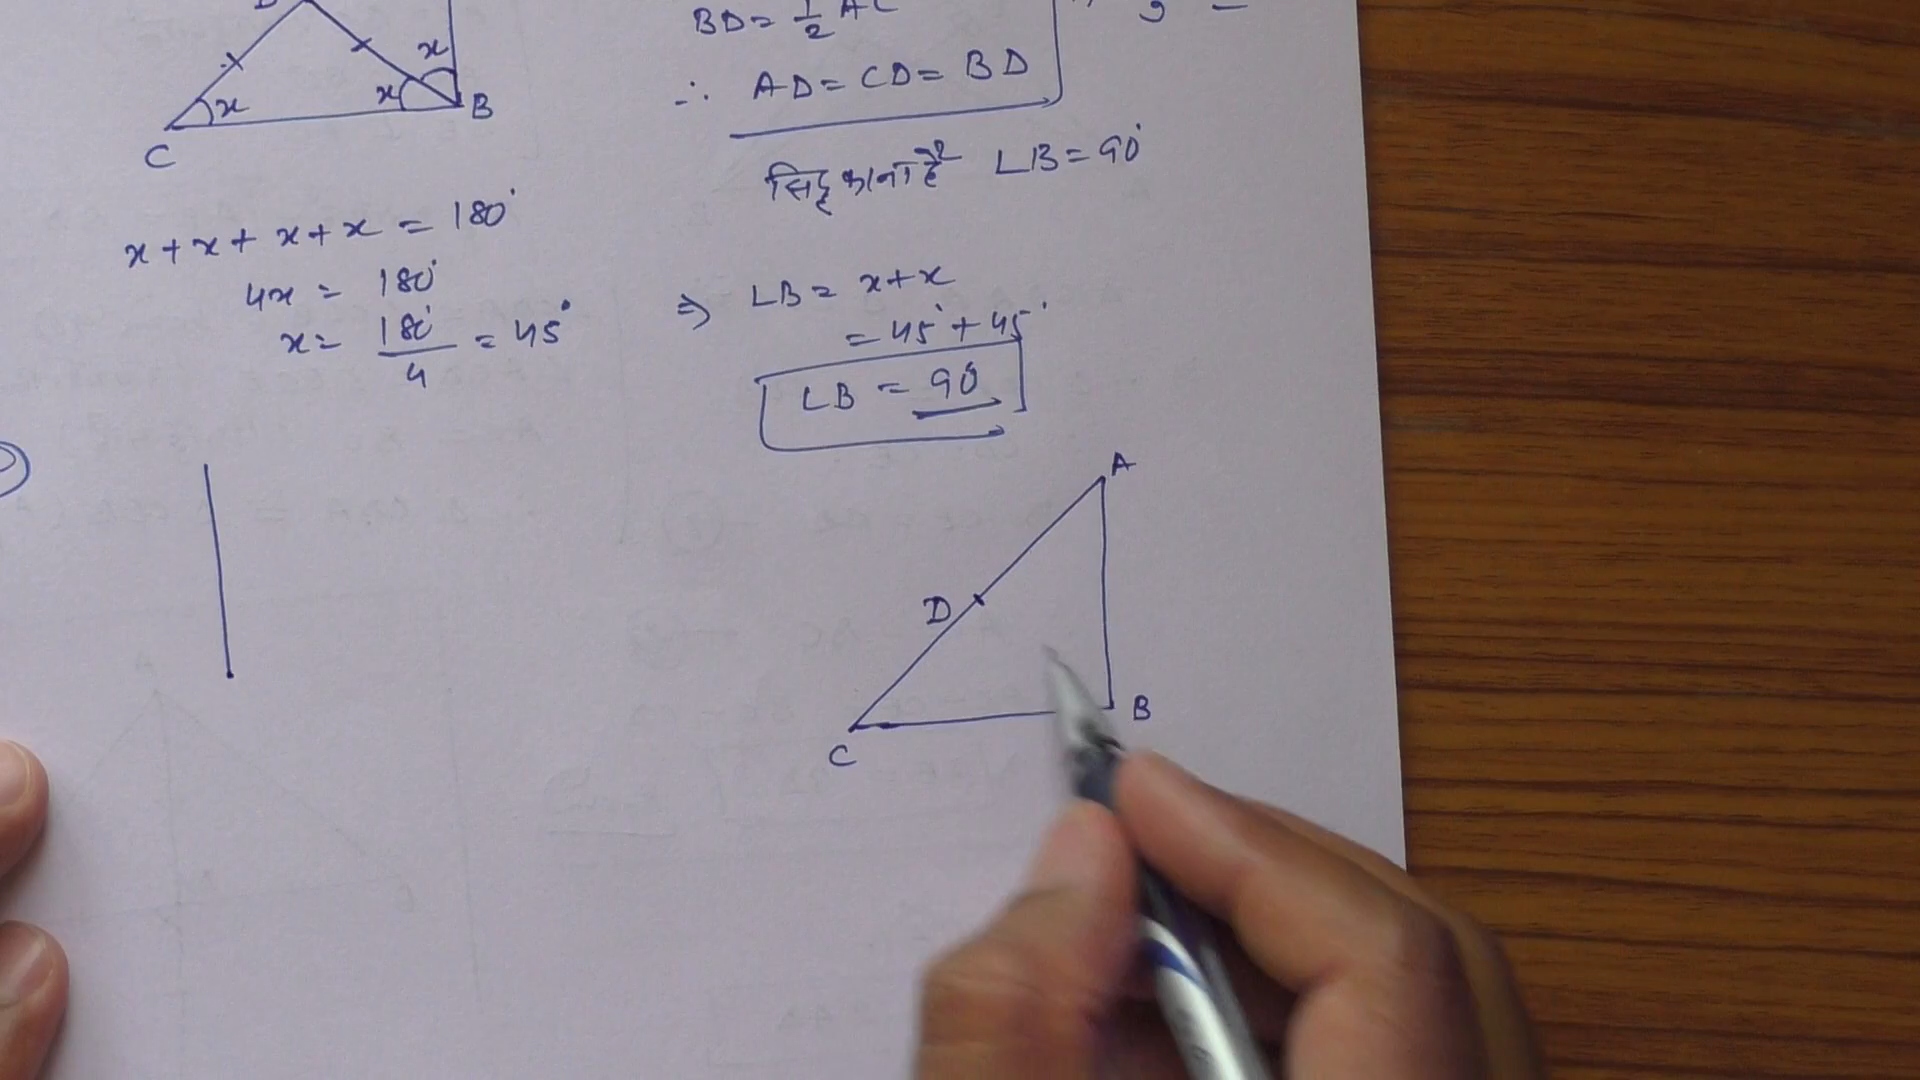 BD = 1/2 AC
∴ AD = CD = BD
x
x
x
B
C
सिद्ध करना है ∠B = 90°
x + x + x + x = 180°
4x = 180°
x = 180°/4 = 45°
⇒ ∠B = x + x
= 45° + 45°
∠B = 90°
A
D
B
C